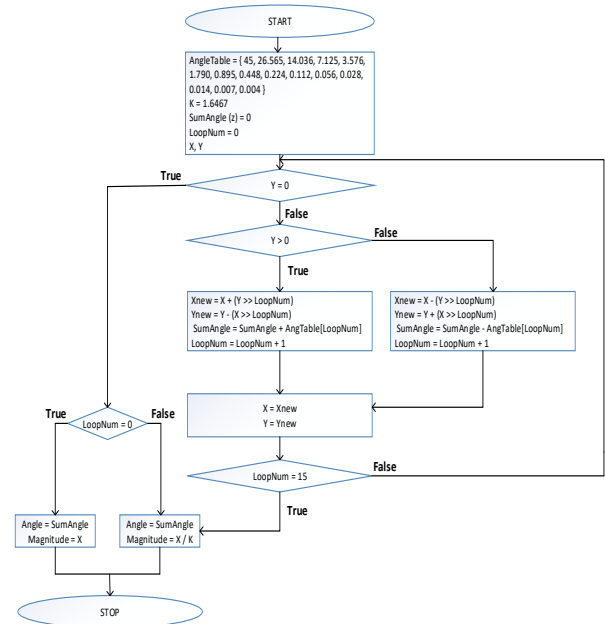 START
AngleTable = { 45, 26.565, 14.036, 7.125, 3.576,
1.790, 0.895, 0.448, 0.224, 0.112, 0.056, 0.028,
0.014, 0.007, 0.004 }
K = 1.6467
SumAngle (z) = 0
LoopNum = 0
X, Y
True
Y = 0
False
Y > 0
False
True
Xnew = X + (Y >> LoopNum)
Ynew = Y - (X >> LoopNum)
SumAngle = SumAngle + AngTable[LoopNum]
LoopNum = LoopNum + 1
Xnew = X - (Y >> LoopNum)
Ynew = Y + (X >> LoopNum)
SumAngle = SumAngle - AngTable[LoopNum]
LoopNum = LoopNum + 1
X = Xnew
Y = Ynew
True
LoopNum = 0
False
LoopNum = 15
False
True
Angle = SumAngle
Magnitude = X
Angle = SumAngle
Magnitude = X / K
STOP